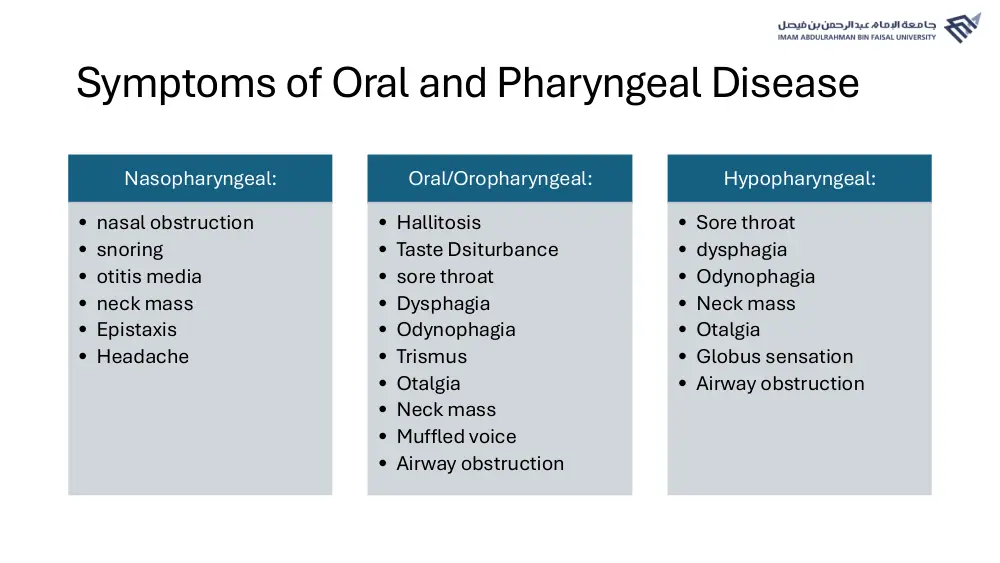 جامعة الإمام عبدالرحمن بن فيصل
IMAM ABDULRAHMAN BIN FAISAL UNIVERSITY
Symptoms of Oral and Pharyngeal Disease
Nasopharyngeal:
• nasal obstruction
• snoring
• otitis media
• neck mass
• Epistaxis
• Headache
Oral/Oropharyngeal:
• Hallitosis
• Taste Dsiturbance
• sore throat
• Dysphagia
• Odynophagia
• Trismus
• Otalgia
• Neck mass
• Muffled voice
• Airway obstruction
Hypopharyngeal:
• Sore throat
• dysphagia
• Odynophagia
• Neck mass
• Otalgia
• Globus sensation
• Airway obstruction